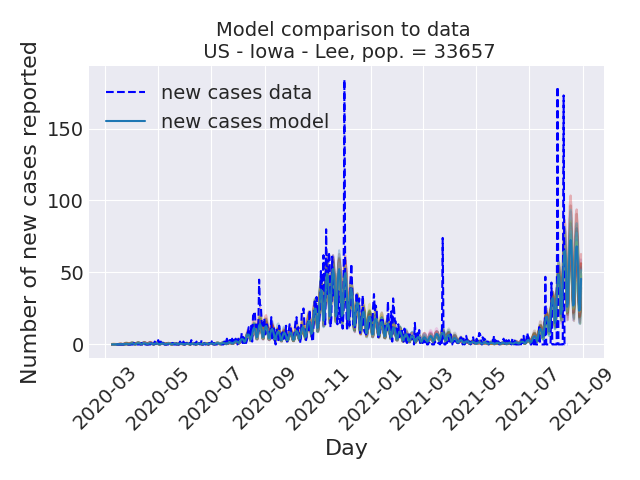 Model comparison to data
US - Iowa - Lee, pop. = 33657
new cases data
new cases model
Number of new cases reported
150
100
50
0
2020-03
2020-05
2020-07
2020-09
2020-11
2021-01
2021-03
2021-05
2021-07
2021-09
Day